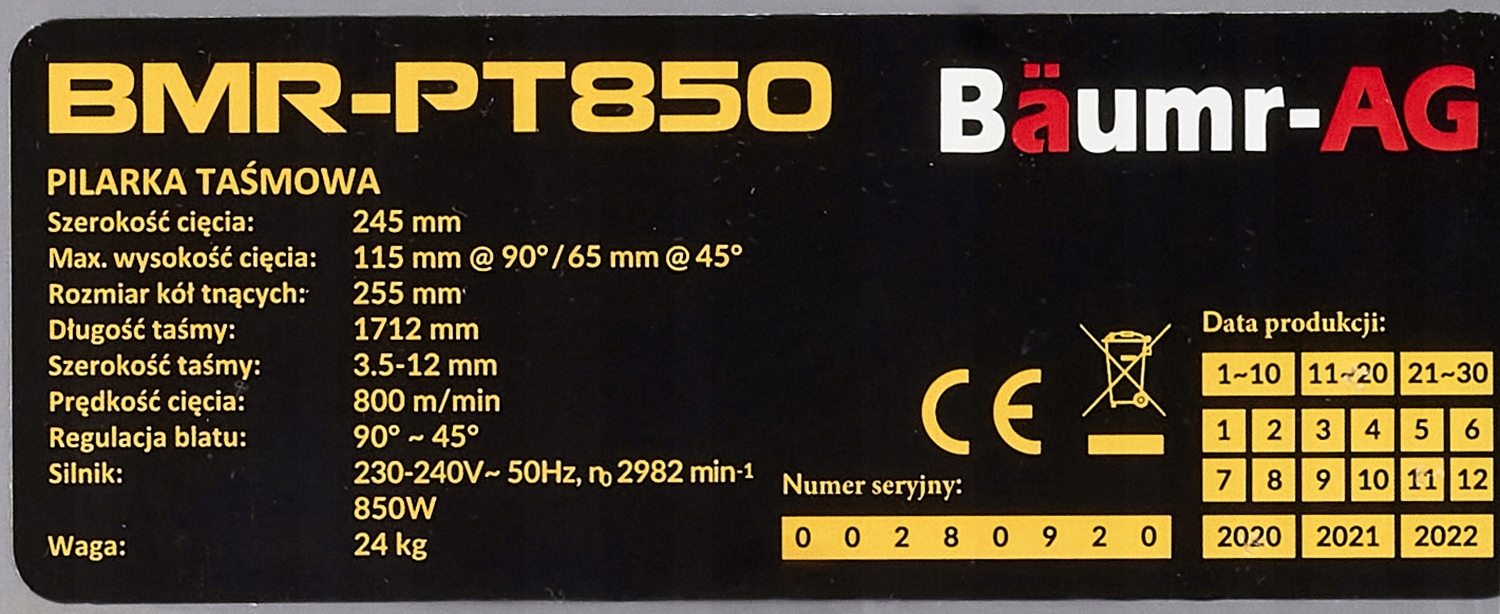 BMR-PT850
Bäumr-AG
PILARKA TAŚMOWA
Szerokość cięcia: 245 mm
Max. wysokość cięcia: 115 mm @ 90°/65 mm @ 45°
Rozmiar kół tnących: 255 mm
Długość taśmy: 1712 mm
Szerokość taśmy: 3.5-12 mm
Prędkość cięcia: 800 m/min
Regulacja blatu: 90° ~ 45°
Silnik: 230-240V~ 50Hz, n₀ 2982 min⁻¹
850W
Waga: 24 kg
CE
Numer seryjny:
0 0 2 8 0 9 2 0
Data produkcji:
1~10 11~20 21~30
1 2 3 4 5 6
7 8 9 10 11 12
2020 2021 2022